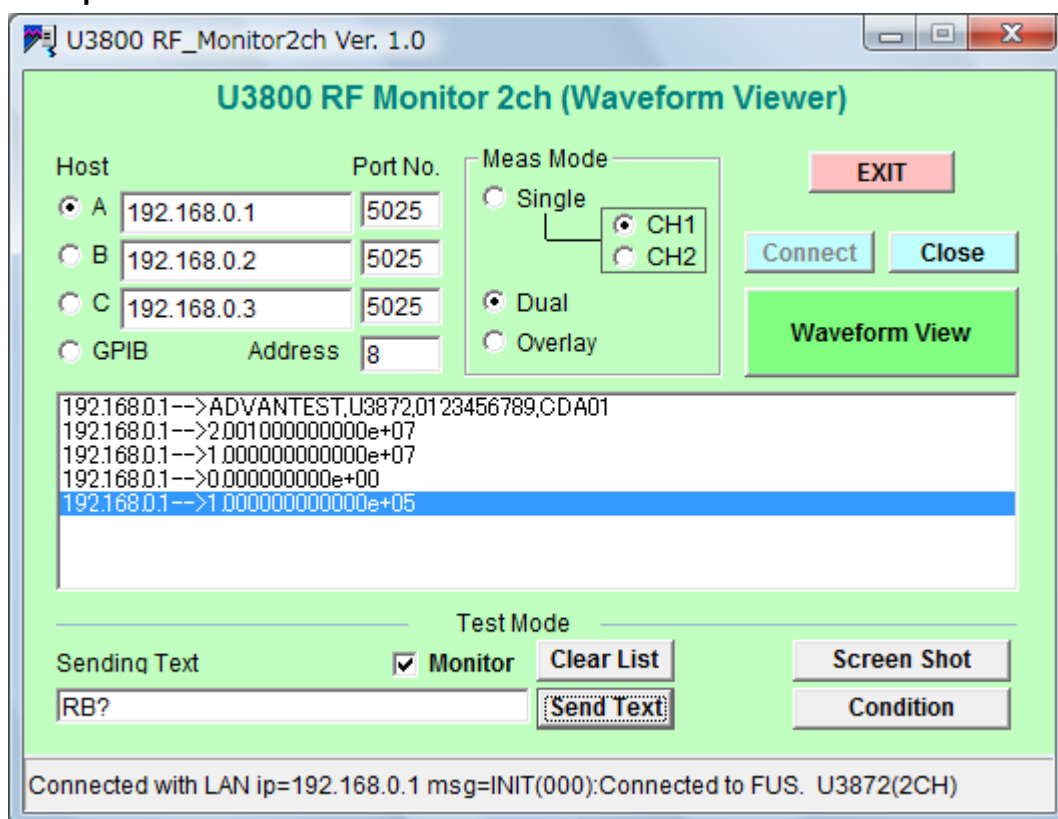 U3800 RF_Monitor2ch Ver. 1.0
U3800 RF Monitor 2ch (Waveform Viewer)
Host Port No. Meas Mode EXIT
A 192.168.0.1 5025 Single
CH1
B 192.168.0.2 5025 CH2 Connect Close
C 192.168.0.3 5025 Dual
GPIB Address 8 Overlay Waveform View
192.168.0.1-->ADVANTEST,U3872,0123456789,CDA01
192.168.0.1-->2.001000000000e+07
192.168.0.1-->1.000000000000e+07
192.168.0.1-->0.000000000e+00
192.168.0.1-->1.000000000000e+05
Test Mode
Sending Text Monitor Clear List Screen Shot
RB? Send Text Condition
Connected with LAN ip=192.168.0.1 msg=INIT(000):Connected to FUS. U3872(2CH)